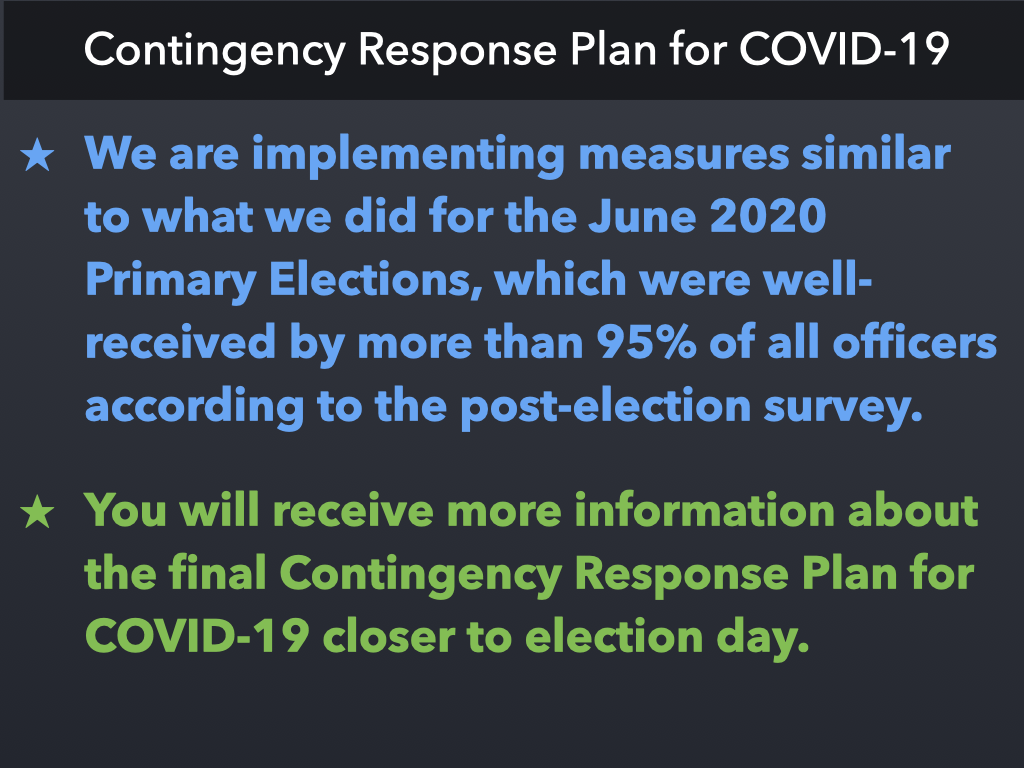 Contingency Response Plan for COVID-19
★ We are implementing measures similar
to what we did for the June 2020
Primary Elections, which were well-
received by more than 95% of all officers
according to the post-election survey.
★ You will receive more information about
the final Contingency Response Plan for
COVID-19 closer to election day.